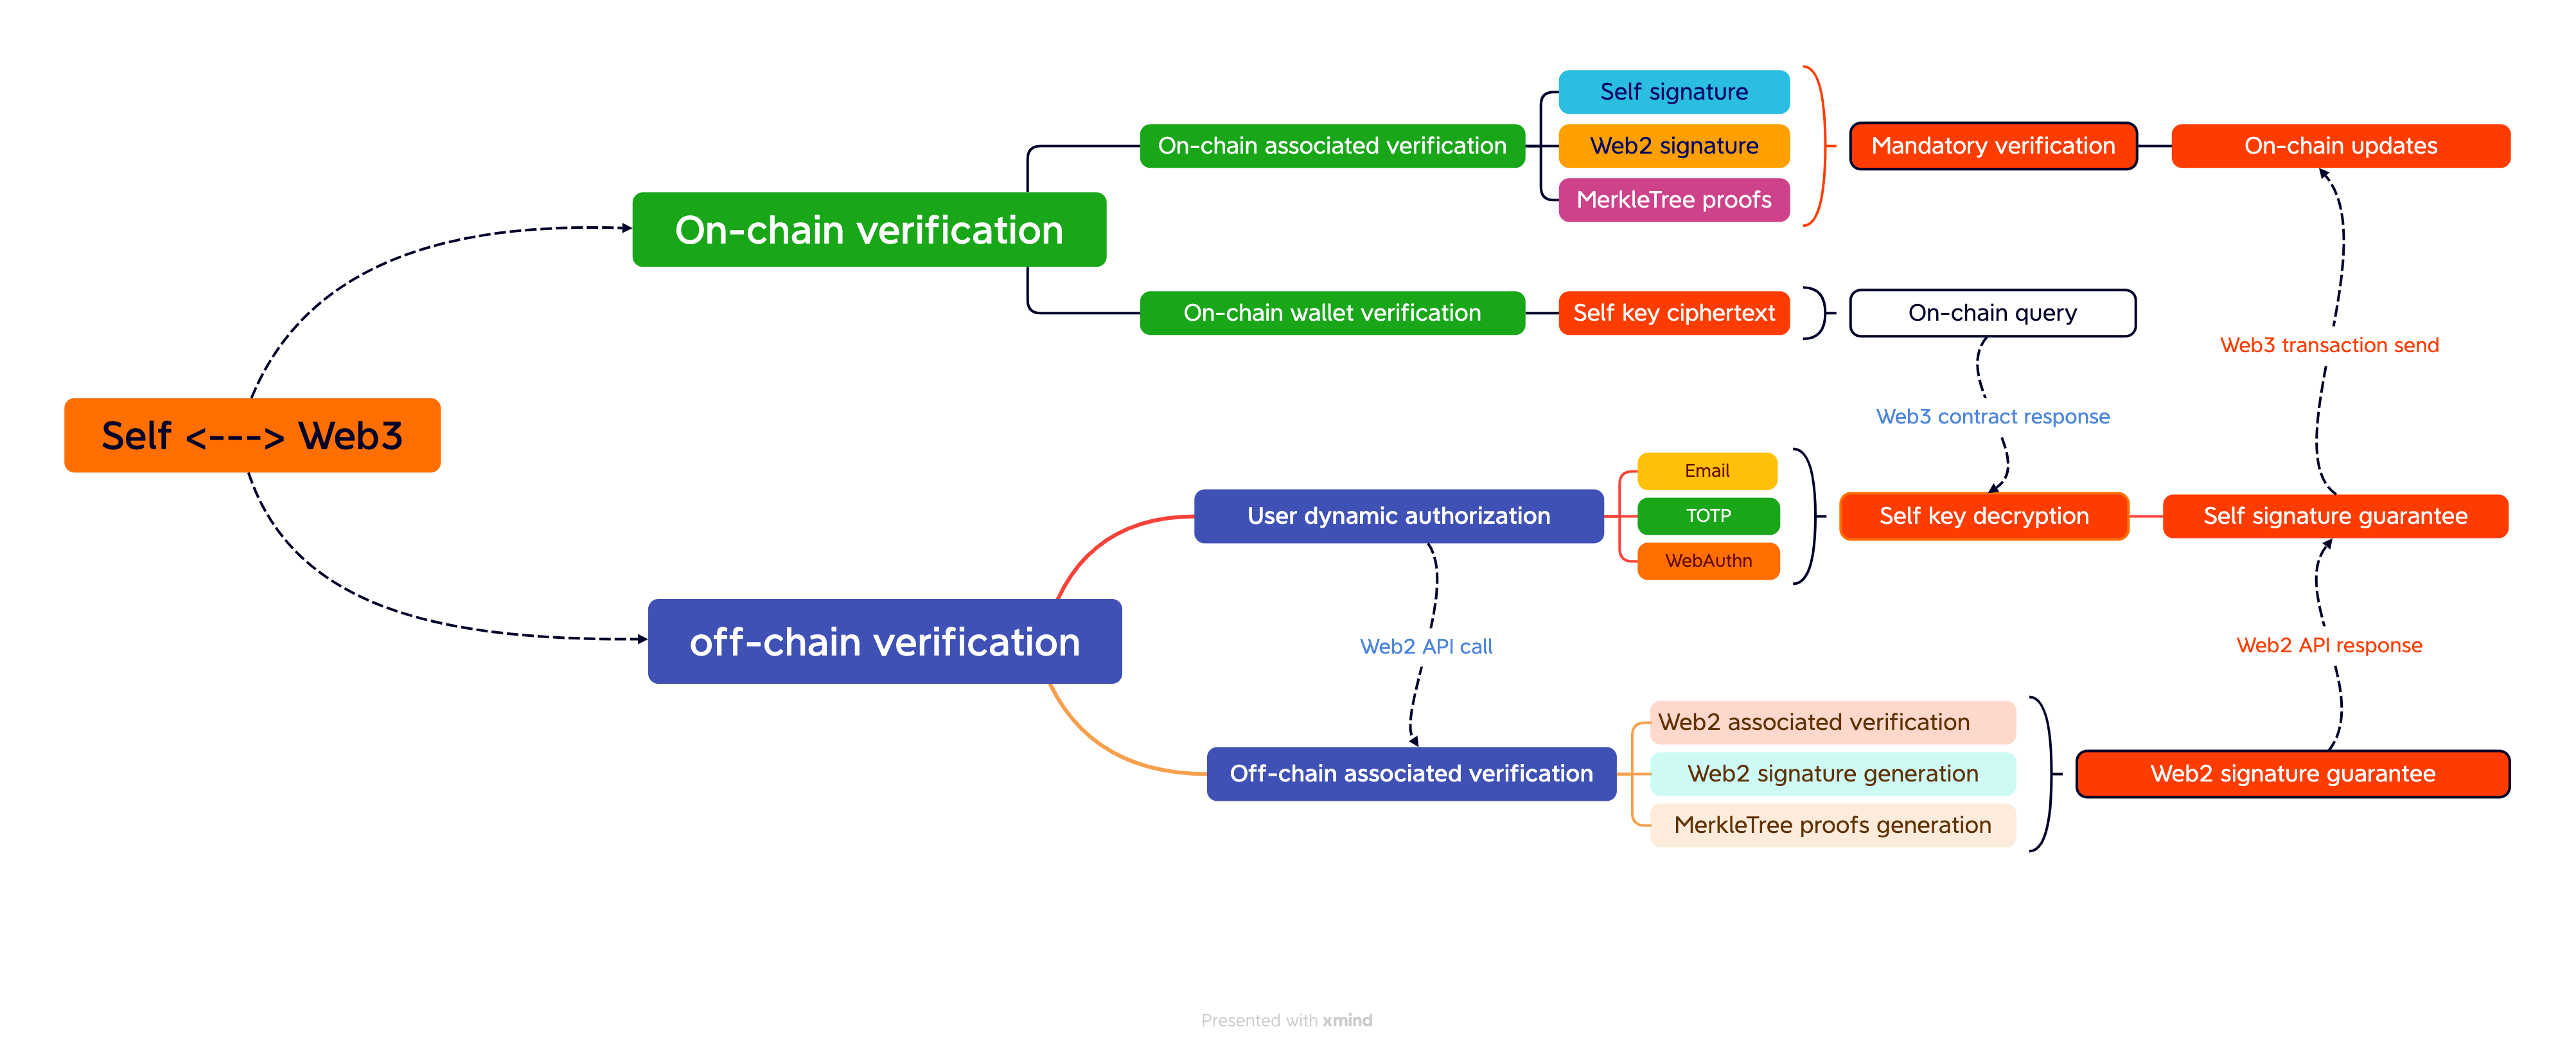 Self signature
On-chain associated verification
Web2 signature
Mandatory verification
On-chain updates
MerkleTree proofs
On-chain verification
On-chain wallet verification
Self key ciphertext
On-chain query
Web3 transaction send
Web3 contract response
Self <---> Web3
Email
User dynamic authorization
TOTP
Self key decryption
Self signature guarantee
WebAuthn
off-chain verification
Web2 API call
Web2 API response
Web2 associated verification
Off-chain associated verification
Web2 signature generation
Web2 signature guarantee
MerkleTree proofs generation
Presented with xmind